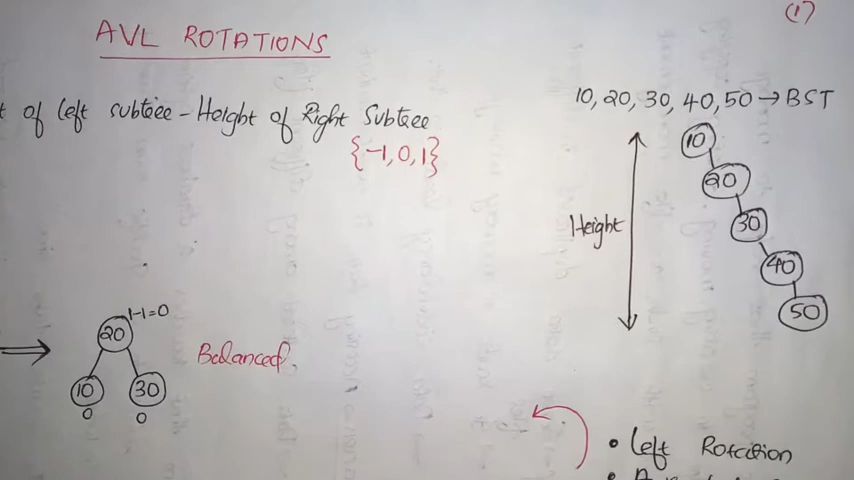 (1)
AVL ROTATIONS
of left subtree - Height of Right Subtree
{-1, 0, 1}
10, 20, 30, 40, 50 → BST
10
20
30
40
50
Height
1-1=0
20
10
30
0
0
Balanced.
• Left Rotation